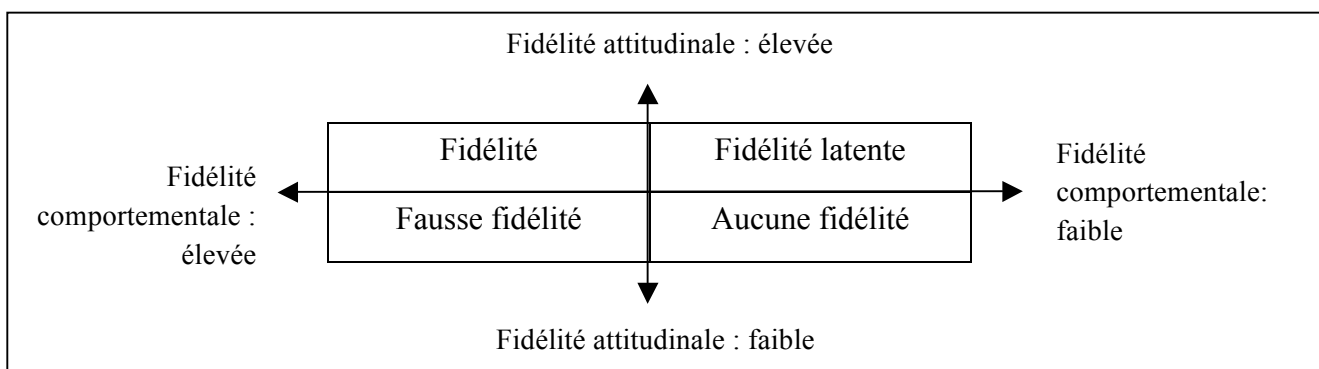 Fidélité attitudinale : élevée
Fidélité
Fidélité latente
Fidélité
comportementale :
élevée
Fidélité
comportementale:
faible
Fausse fidélité
Aucune fidélité
Fidélité attitudinale : faible